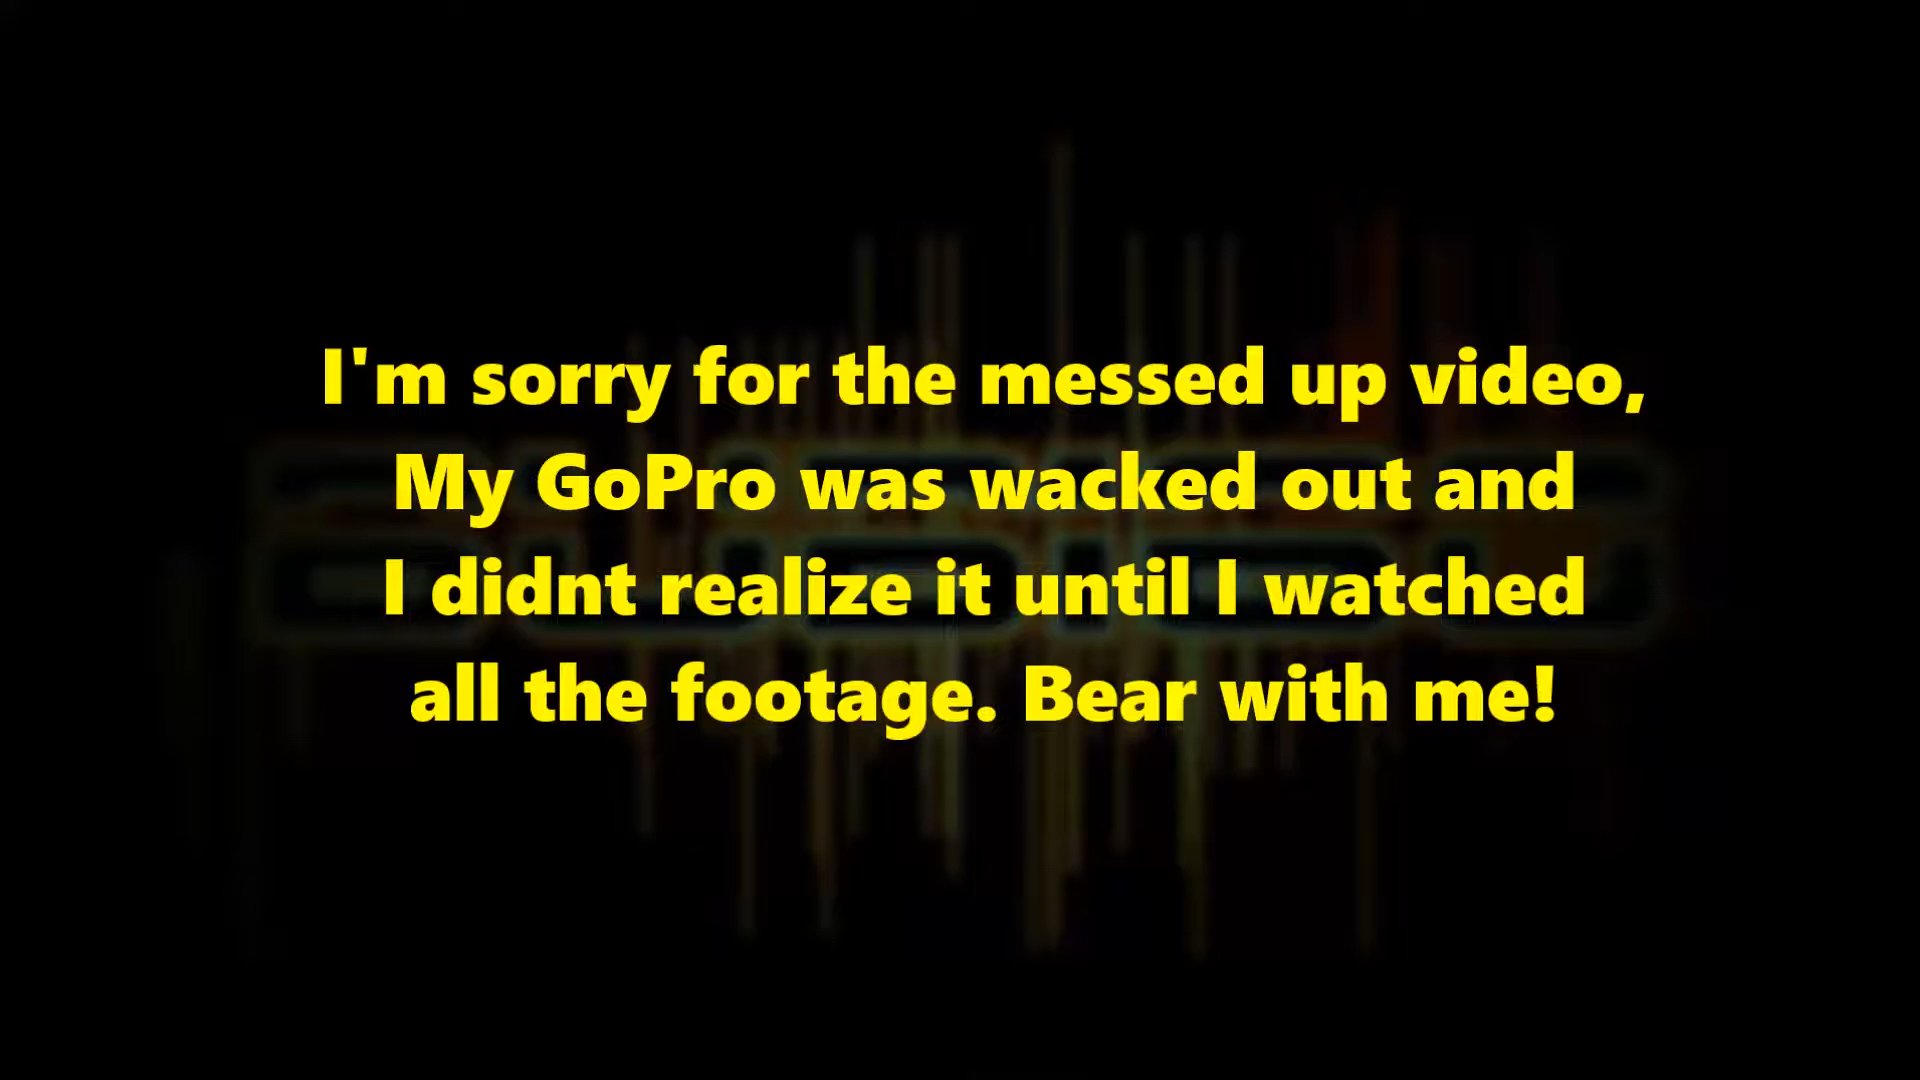 I'm sorry for the messed up video,
My GoPro was wacked out and
I didnt realize it until I watched
all the footage. Bear with me!